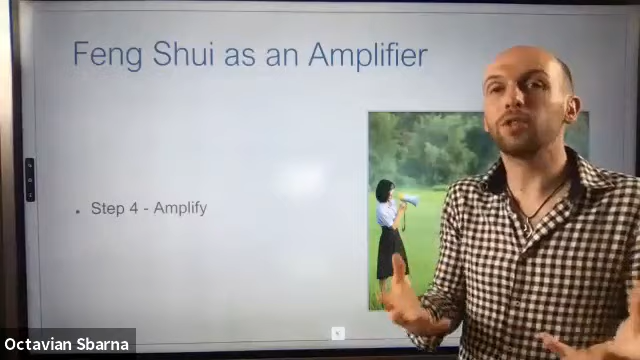 Feng Shui as an Amplifier
• Step 4 - Amplify
Octavian Sbarna